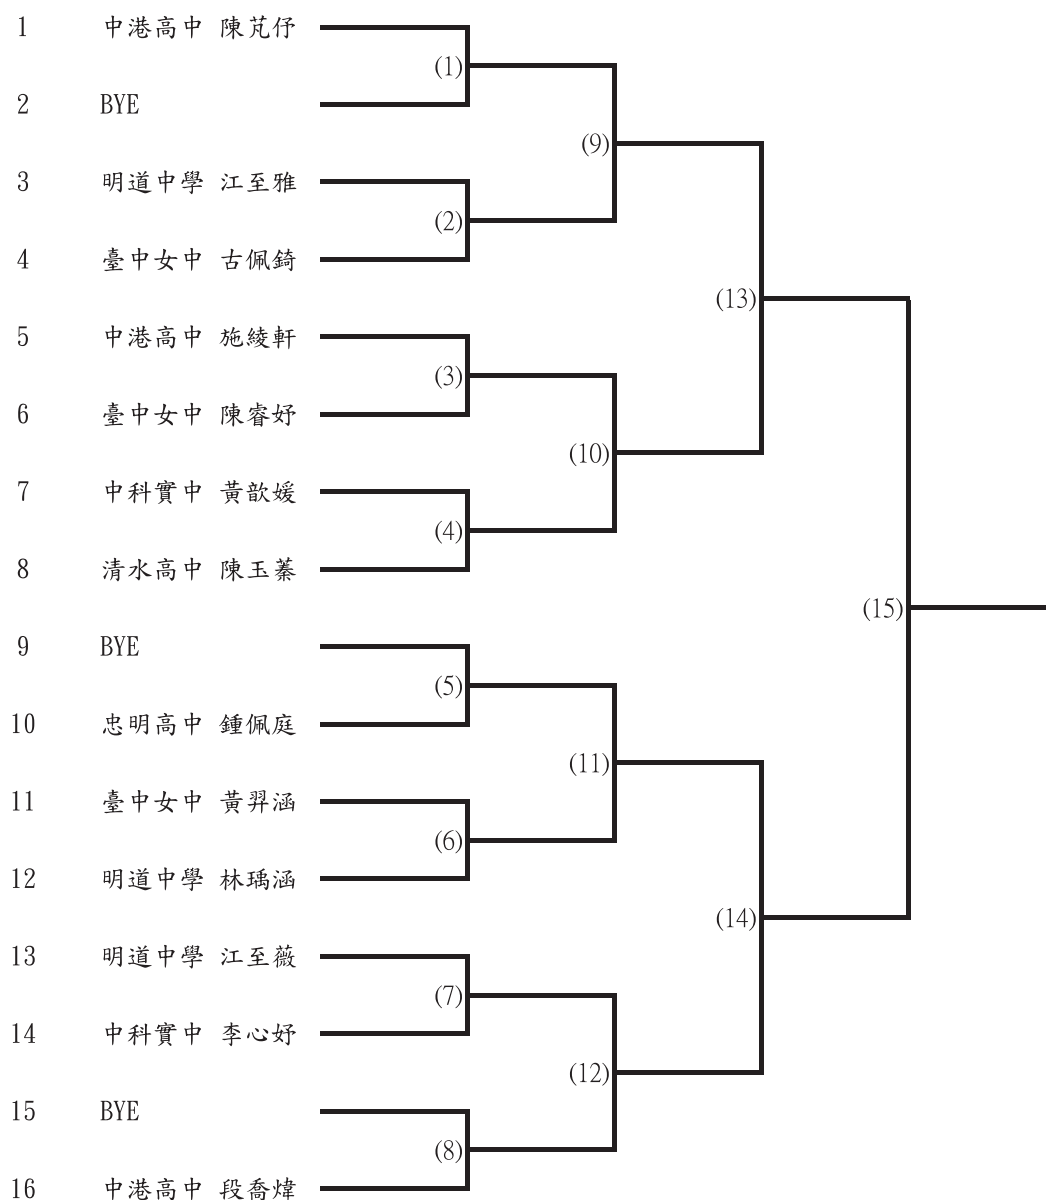 1 中港高中 陳芃伃
(1)
2 BYE
(9)
3 明道中學 江至雅
(2)
4 臺中女中 古佩錡
(13)
5 中港高中 施綾軒
(3)
6 臺中女中 陳睿妤
(10)
7 中科實中 黃歆媛
(4)
8 清水高中 陳玉蓁
(15)
9 BYE
(5)
10 忠明高中 鍾佩庭
(11)
11 臺中女中 黃羿涵
(6)
12 明道中學 林瑀涵
(14)
13 明道中學 江至薇
(7)
14 中科實中 李心妤
(12)
15 BYE
(8)
16 中港高中 段喬煒